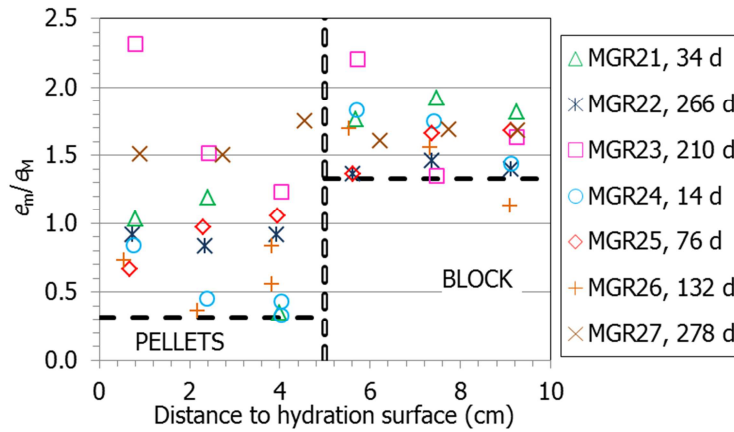 2.5
2.0
1.5
1.0
0.5
0.0
e_m/e_M
PELLETS
BLOCK
0 2 4 6 8 10
Distance to hydration surface (cm)
MGR21, 34 d
MGR22, 266 d
MGR23, 210 d
MGR24, 14 d
MGR25, 76 d
MGR26, 132 d
MGR27, 278 d